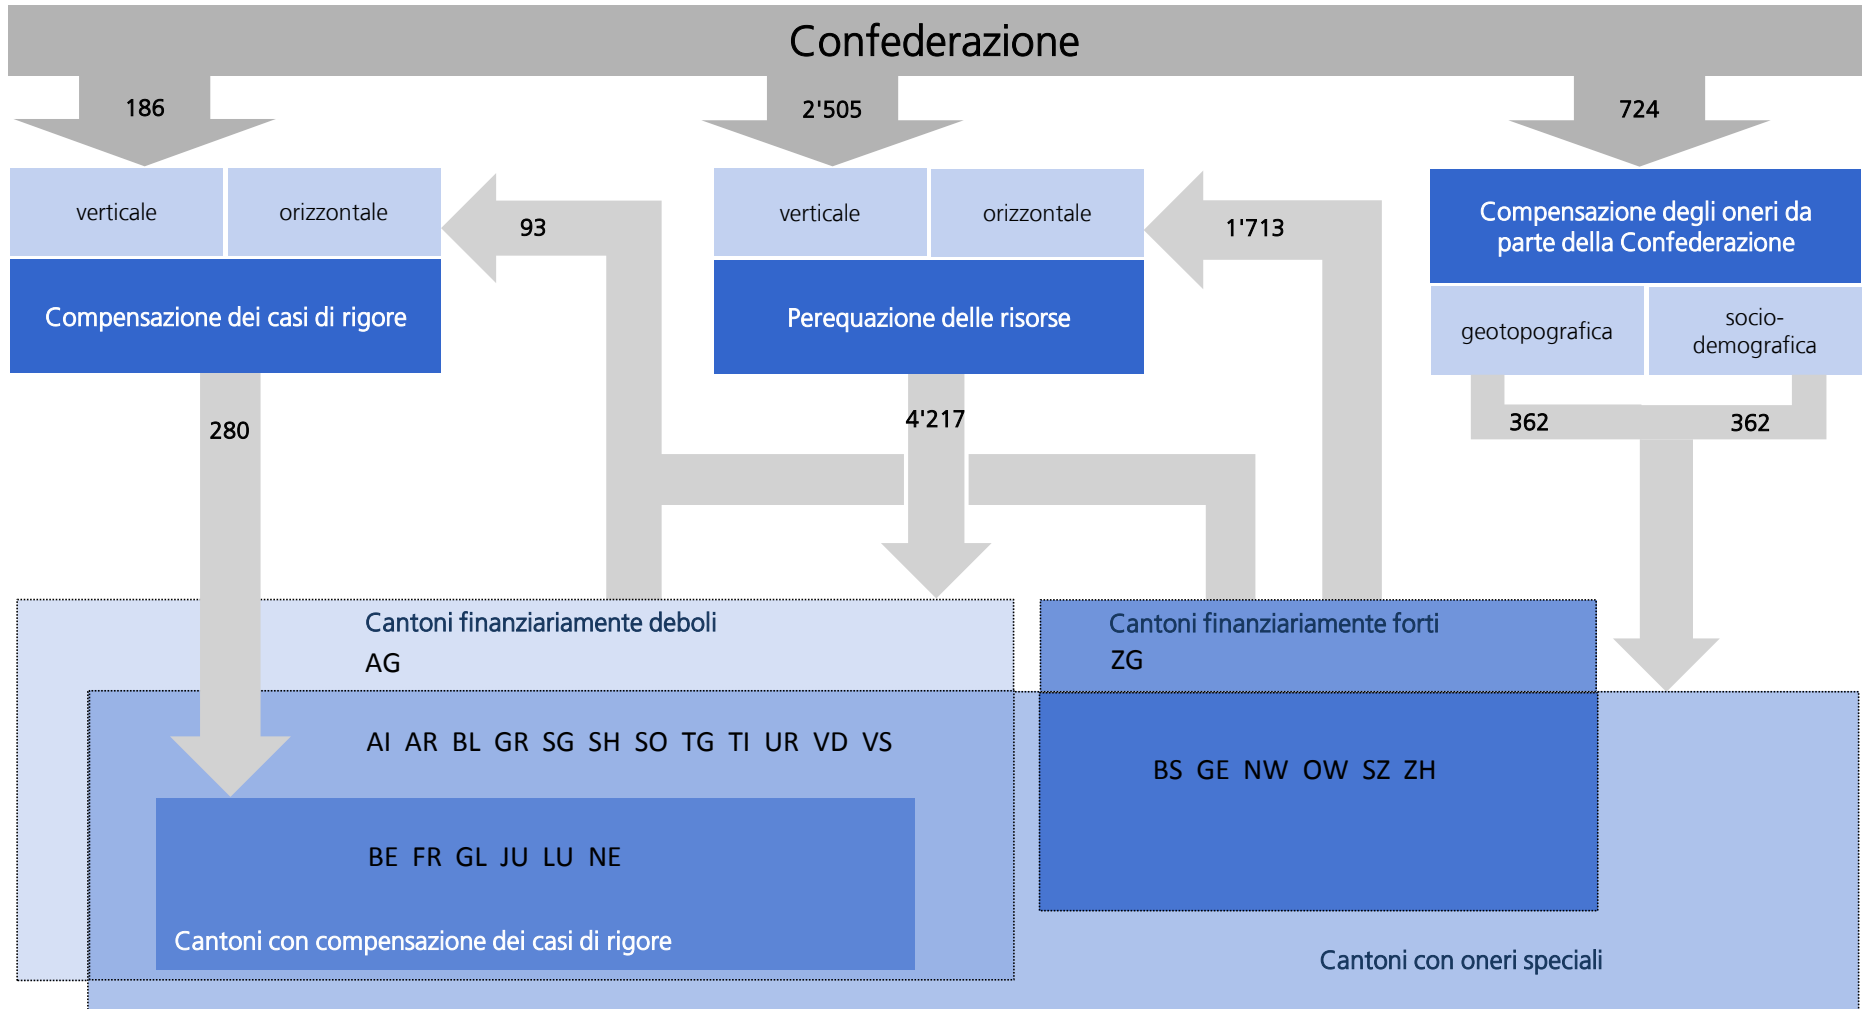 Confederazione
186
2'505
724
verticale
orizzontale
93
verticale
orizzontale
1'713
Compensazione degli oneri da
parte della Confederazione
Compensazione dei casi di rigore
Perequazione delle risorse
geotopografica
socio-
demografica
280
4'217
362
362
Cantoni finanziariamente deboli
AG
Cantoni finanziariamente forti
ZG
AI AR BL GR SG SH SO TG TI UR VD VS
BS GE NW OW SZ ZH
BE FR GL JU LU NE
Cantoni con compensazione dei casi di rigore
Cantoni con oneri speciali